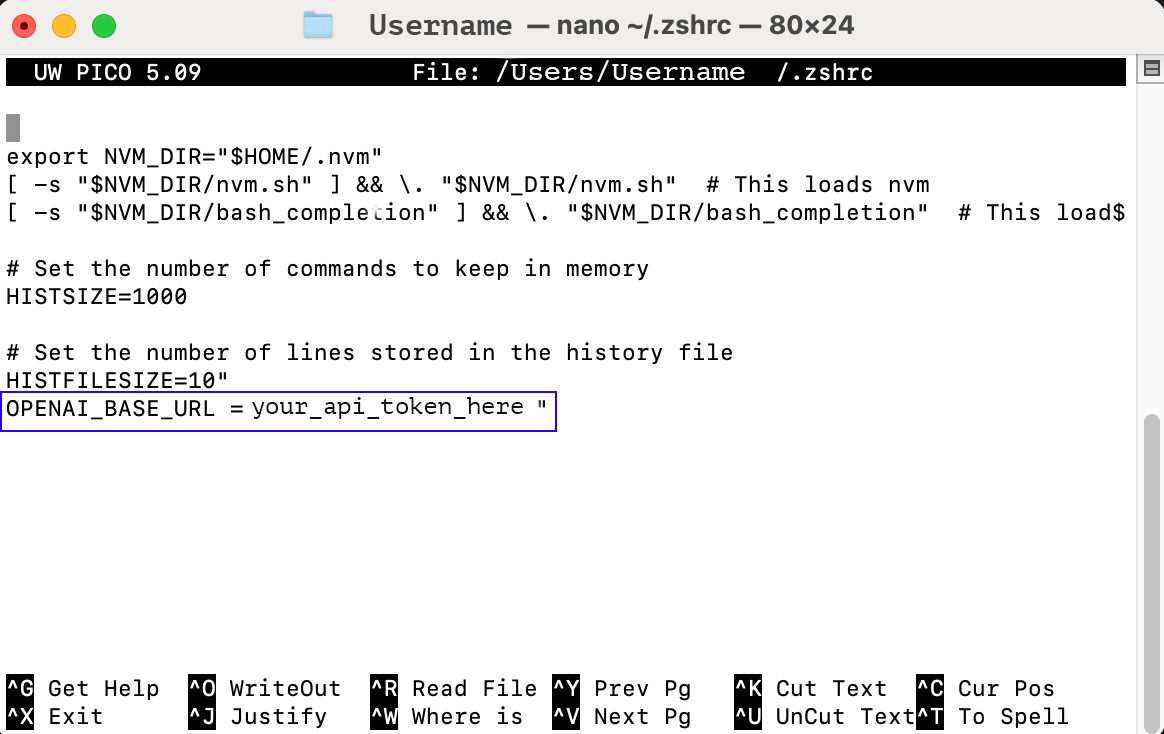 Username — nano ~/.zshrc — 80×24
UW PICO 5.09 File: /Users/Username /.zshrc
export NVM_DIR="$HOME/.nvm"
[ -s "$NVM_DIR/nvm.sh" ] && \. "$NVM_DIR/nvm.sh" # This loads nvm
[ -s "$NVM_DIR/bash_completion" ] && \. "$NVM_DIR/bash_completion" # This load$
# Set the number of commands to keep in memory
HISTSIZE=1000
# Set the number of lines stored in the history file
HISTFILESIZE=10"
OPENAI_BASE_URL = your_api_token_here "
^G Get Help ^O WriteOut ^R Read File ^Y Prev Pg ^K Cut Text ^C Cur Pos
^X Exit ^J Justify ^W Where is ^V Next Pg ^U UnCut Text ^T To Spell